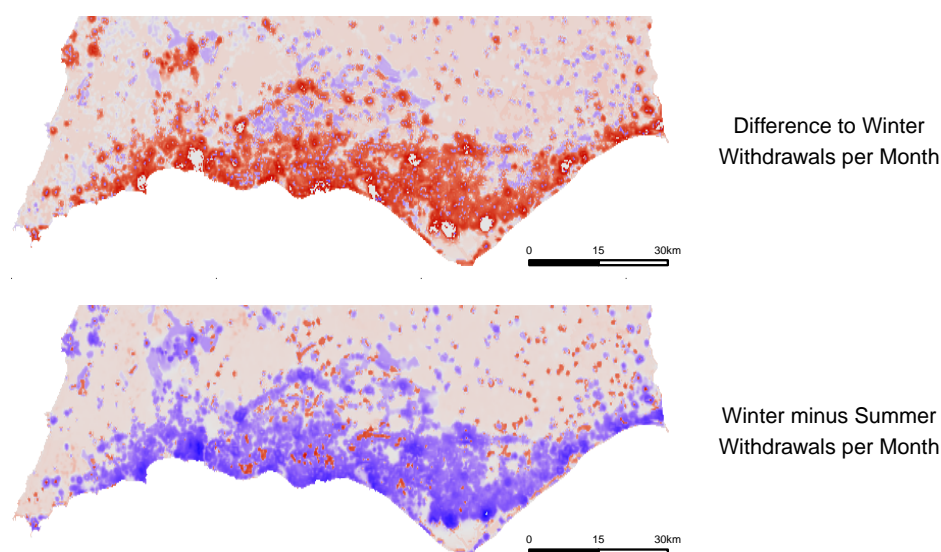 Difference to Winter
Withdrawals per Month
0 15 30km
Winter minus Summer
Withdrawals per Month
0 15 30km